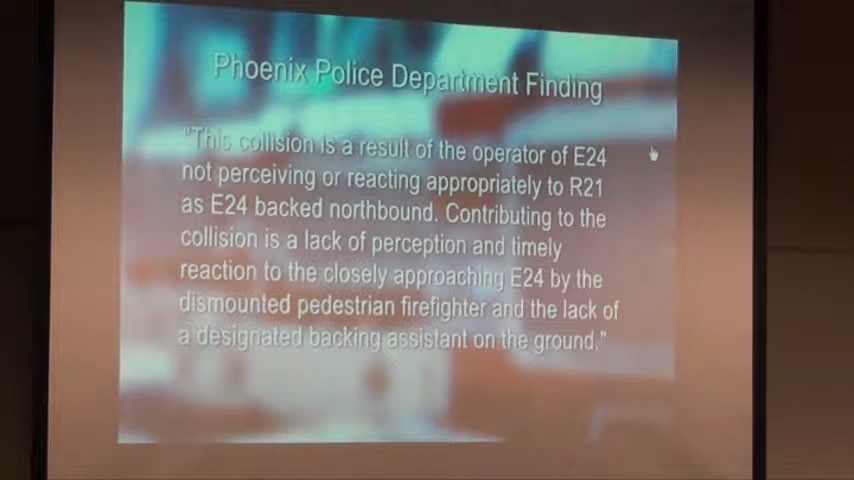 Phoenix Police Department Finding
"This collision is a result of the operator of E24
not perceiving or reacting appropriately to R21
as E24 backed northbound. Contributing to the
collision is a lack of perception and timely
reaction to the closely approaching E24 by the
dismounted pedestrian firefighter and the lack of
a designated backing assistant on the ground."